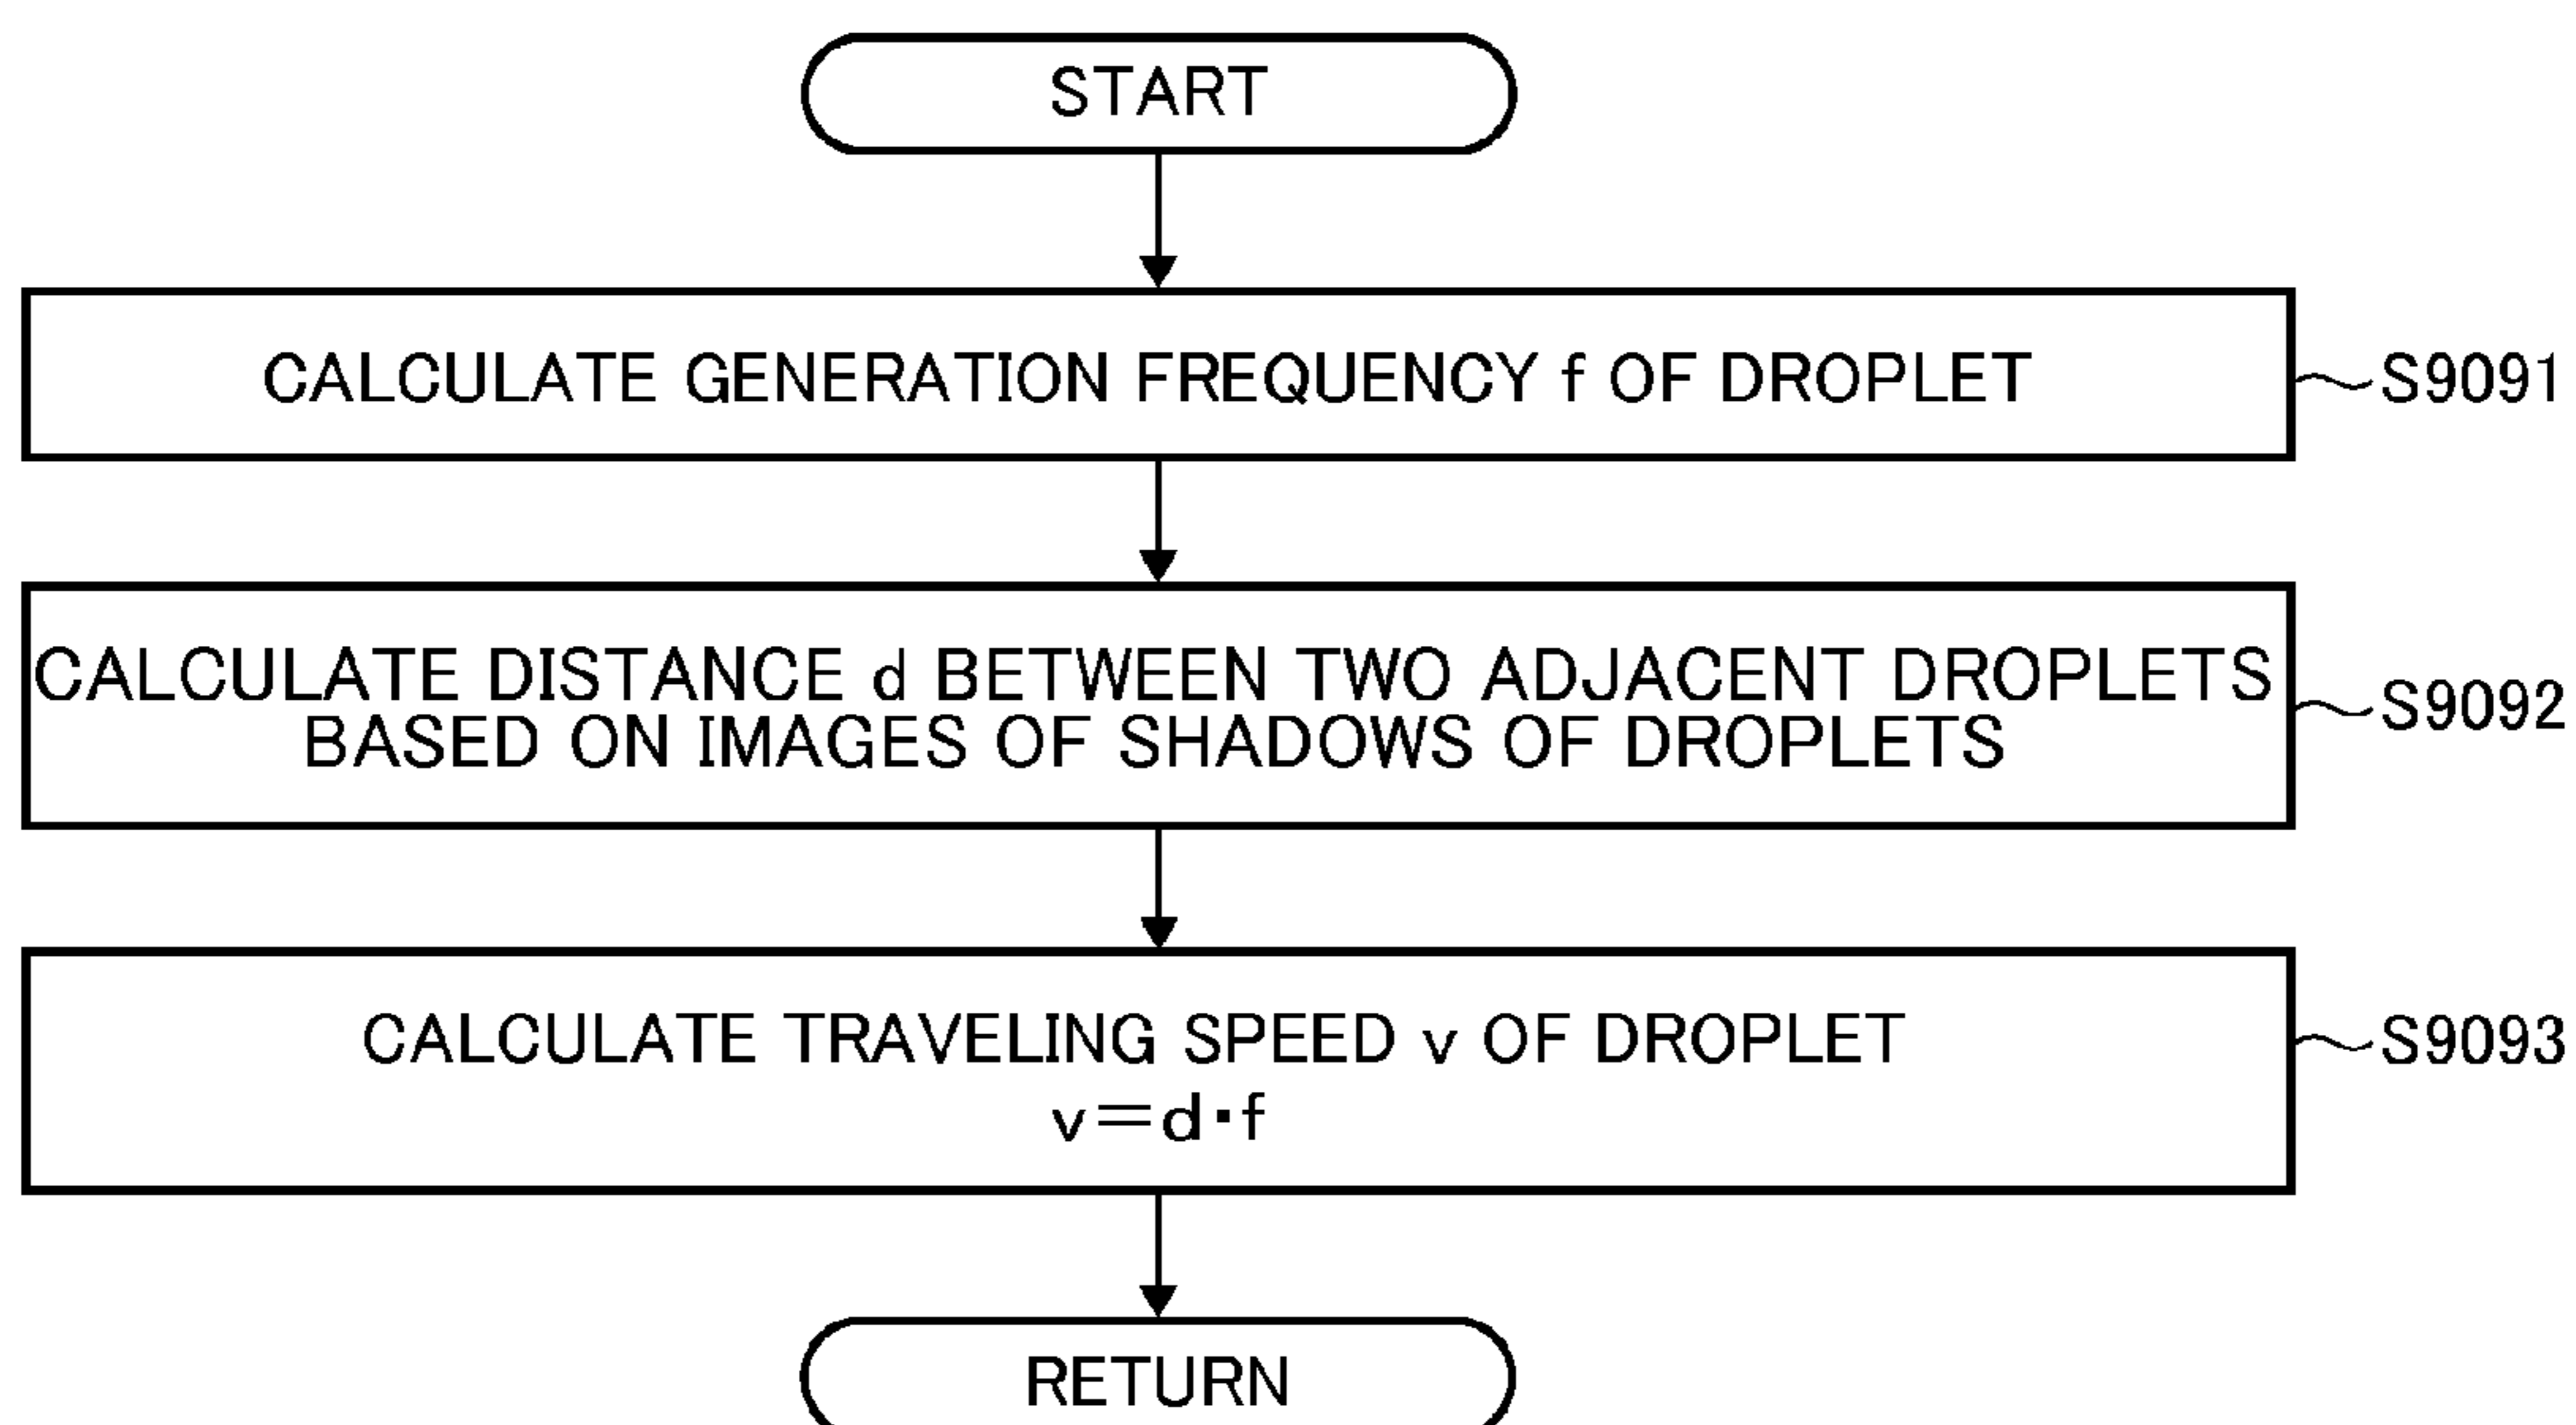 START
CALCULATE GENERATION FREQUENCY f OF DROPLET
S9091
CALCULATE DISTANCE d BETWEEN TWO ADJACENT DROPLETS
BASED ON IMAGES OF SHADOWS OF DROPLETS
S9092
CALCULATE TRAVELING SPEED v OF DROPLET
v=d·f
S9093
RETURN